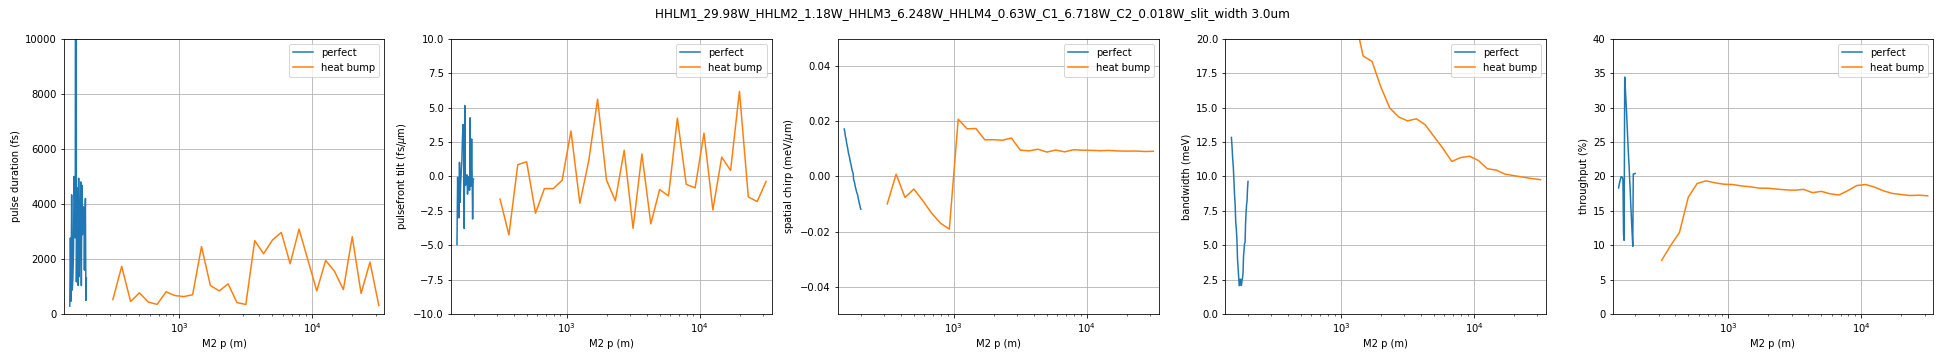 HHLM1_29.98W_HHLM2_1.18W_HHLM3_6.248W_HHLM4_0.63W_C1_6.718W_C2_0.018W_slit_width 3.0um
pulse duration (fs)
10000
8000
6000
4000
2000
0
perfect
heat bump
10³
10⁴
M2 p (m)
pulsefront tilt (fs/μm)
10.0
7.5
5.0
2.5
0.0
−2.5
−5.0
−7.5
−10.0
perfect
heat bump
10³
10⁴
M2 p (m)
spatial chirp (meV/μm)
0.04
0.02
0.00
−0.02
−0.04
perfect
heat bump
10³
10⁴
M2 p (m)
bandwidth (meV)
20.0
17.5
15.0
12.5
10.0
7.5
5.0
2.5
0.0
perfect
heat bump
10³
10⁴
M2 p (m)
throughput (%)
40
35
30
25
20
15
10
5
0
perfect
heat bump
10³
10⁴
M2 p (m)